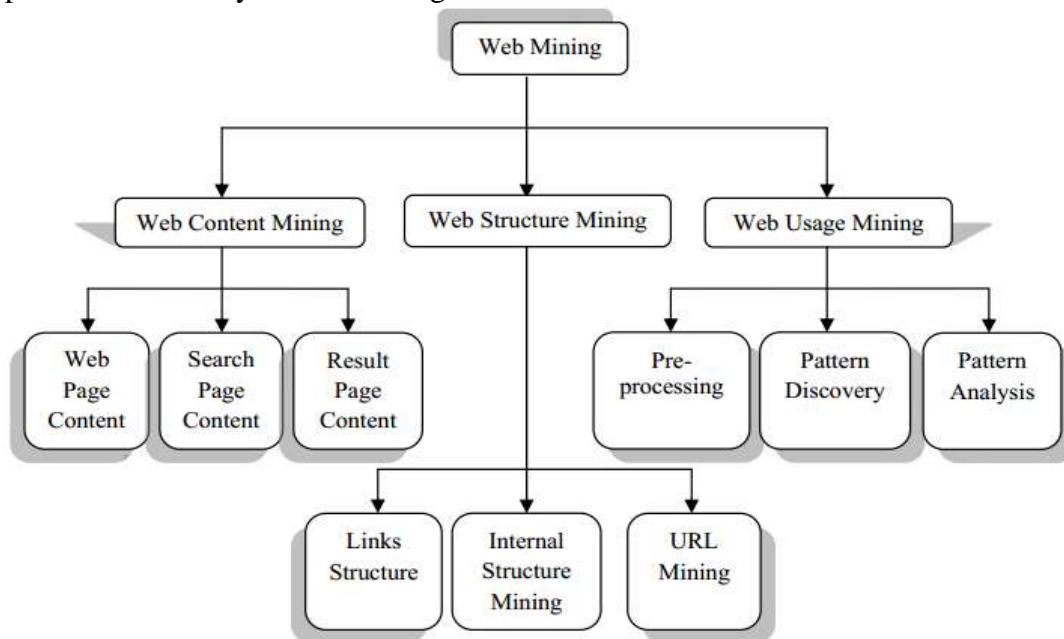 Web Mining
Web Content Mining
Web Structure Mining
Web Usage Mining
Web
Page
Content
Search
Page
Content
Result
Page
Content
Pre-
processing
Pattern
Discovery
Pattern
Analysis
Links
Structure
Internal
Structure
Mining
URL
Mining